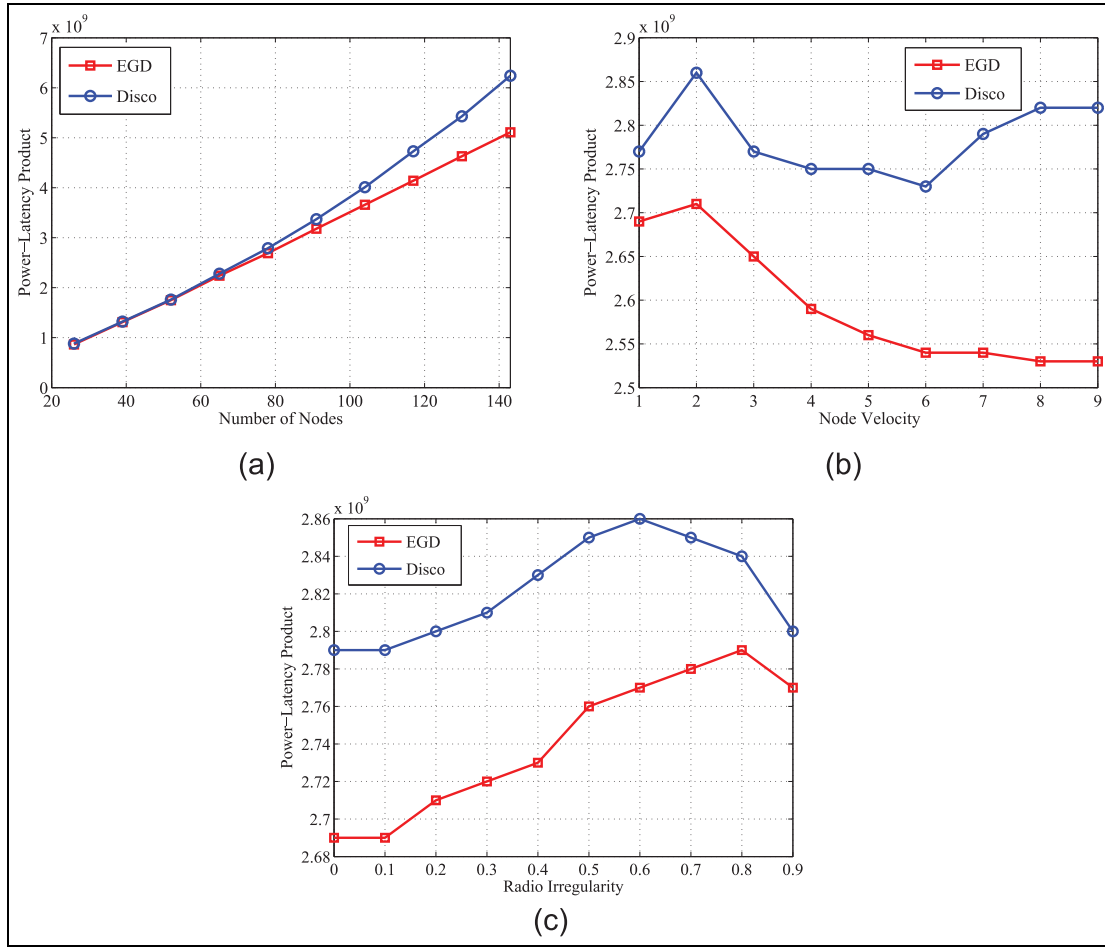 x 10^9
7
6
5
4
3
2
1
0
20 40 60 80 100 120 140
Power−Latency Product
Number of Nodes
EGD
Disco
(a)
x 10^9
2.9
2.85
2.8
2.75
2.7
2.65
2.6
2.55
2.5
1 2 3 4 5 6 7 8 9
Power−Latency Product
Node Velocity
EGD
Disco
(b)
x 10^9
2.86
2.84
2.82
2.8
2.78
2.76
2.74
2.72
2.7
2.68
0 0.1 0.2 0.3 0.4 0.5 0.6 0.7 0.8 0.9
Power−Latency Product
Radio Irregularity
EGD
Disco
(c)